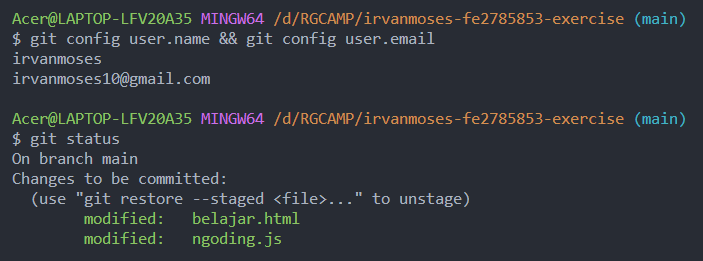 Acer@LAPTOP-LFV20A35 MINGW64 /d/RGCAMP/irvanmoses-fe2785853-exercise (main)
$ git config user.name && git config user.email
irvanmoses
irvanmoses10@gmail.com
Acer@LAPTOP-LFV20A35 MINGW64 /d/RGCAMP/irvanmoses-fe2785853-exercise (main)
$ git status
On branch main
Changes to be committed:
  (use "git restore --staged <file>..." to unstage)
        modified:   belajar.html
        modified:   ngoding.js